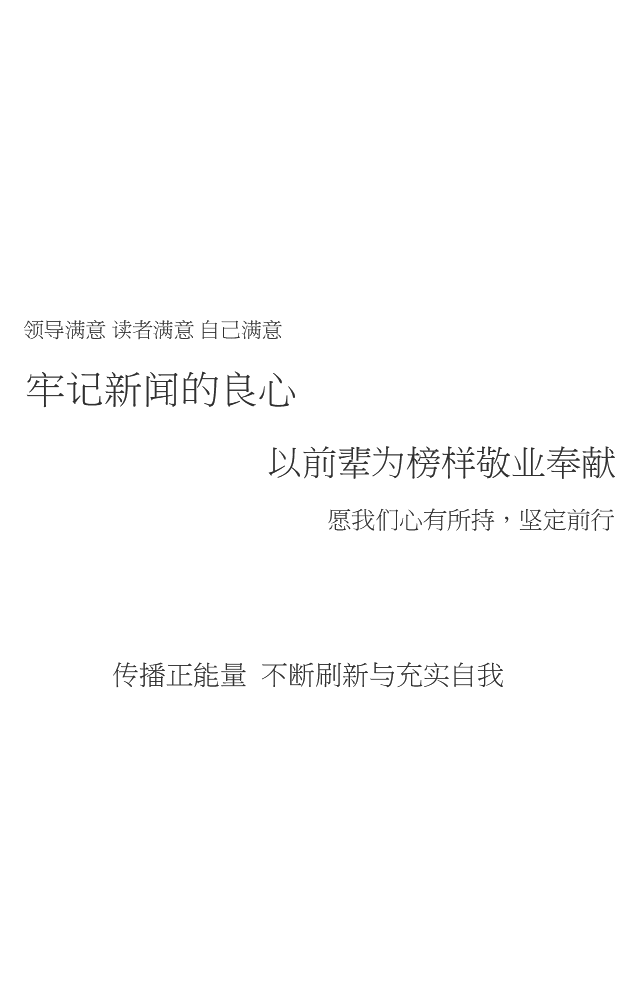 领导满意 读者满意 自己满意
牢记新闻的良心
以前辈为榜样敬业奉献
愿我们心有所持，坚定前行
传播正能量 不断刷新与充实自我